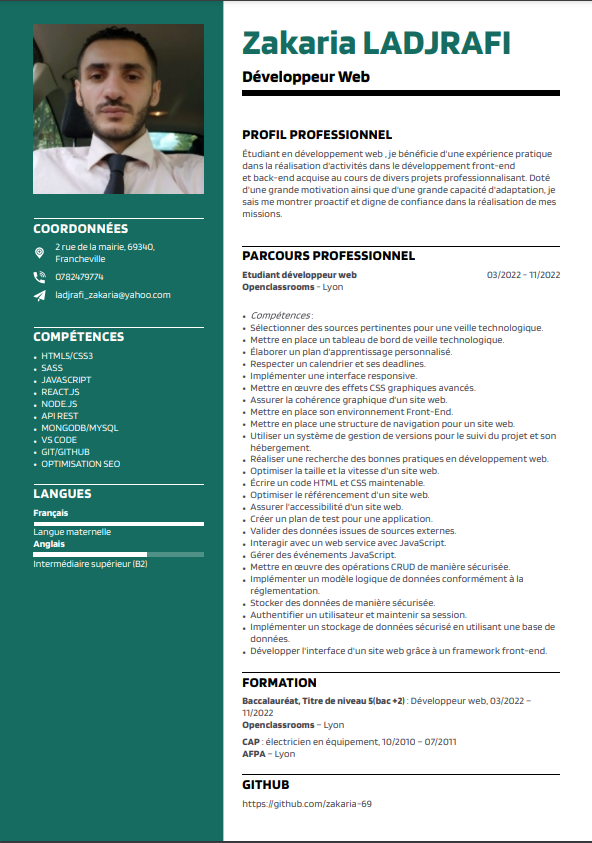 Zakaria LADJRAFI
Développeur Web
COORDONNÉES
2 rue de la mairie, 69340,
Francheville
0782479774
ladjrafi_zakaria@yahoo.com
COMPÉTENCES
• HTML5/CSS3
• SASS
• JAVASCRIPT
• REACT.JS
• NODE.JS
• API REST
• MONGODB/MYSQL
• VS CODE
• GIT/GITHUB
• OPTIMISATION SEO
LANGUES
Français
Langue maternelle
Anglais
Intermédiaire supérieur (B2)
PROFIL PROFESSIONNEL
Étudiant en développement web , je bénéficie d'une expérience pratique
dans la réalisation d'activités dans le développement front-end
et back-end acquise au cours de divers projets professionnalisant. Doté
d'une grande motivation ainsi que d'une grande capacité d'adaptation, je
sais me montrer proactif et digne de confiance dans la réalisation de mes
missions.
PARCOURS PROFESSIONNEL
Etudiant développeur web 03/2022 - 11/2022
Openclassrooms - Lyon
• Compétences :
• Sélectionner des sources pertinentes pour une veille technologique.
• Mettre en place un tableau de bord de veille technologique.
• Élaborer un plan d'apprentissage personnalisé.
• Respecter un calendrier et ses deadlines.
• Implémenter une interface responsive.
• Mettre en œuvre des effets CSS graphiques avancés.
• Assurer la cohérence graphique d'un site web.
• Mettre en place son environnement Front-End.
• Mettre en place une structure de navigation pour un site web.
• Utiliser un système de gestion de versions pour le suivi du projet et son
hébergement.
• Réaliser une recherche des bonnes pratiques en développement web.
• Optimiser la taille et la vitesse d'un site web.
• Écrire un code HTML et CSS maintenable.
• Optimiser le référencement d'un site web.
• Assurer l'accessibilité d'un site web.
• Créer un plan de test pour une application.
• Valider des données issues de sources externes.
• Interagir avec un web service avec JavaScript.
• Gérer des événements JavaScript.
• Mettre en œuvre des opérations CRUD de manière sécurisée.
• Implémenter un modèle logique de données conformément à la
réglementation.
• Stocker des données de manière sécurisée.
• Authentifier un utilisateur et maintenir sa session.
• Implémenter un stockage de données sécurisé en utilisant une base de
données.
• Développer l'interface d'un site web grâce à un framework front-end.
FORMATION
Baccalauréat, Titre de niveau 5(bac +2) : Développeur web, 03/2022 –
11/2022
Openclassrooms – Lyon
CAP : électricien en équipement, 10/2010 – 07/2011
AFPA – Lyon
GITHUB
https://github.com/zakaria-69